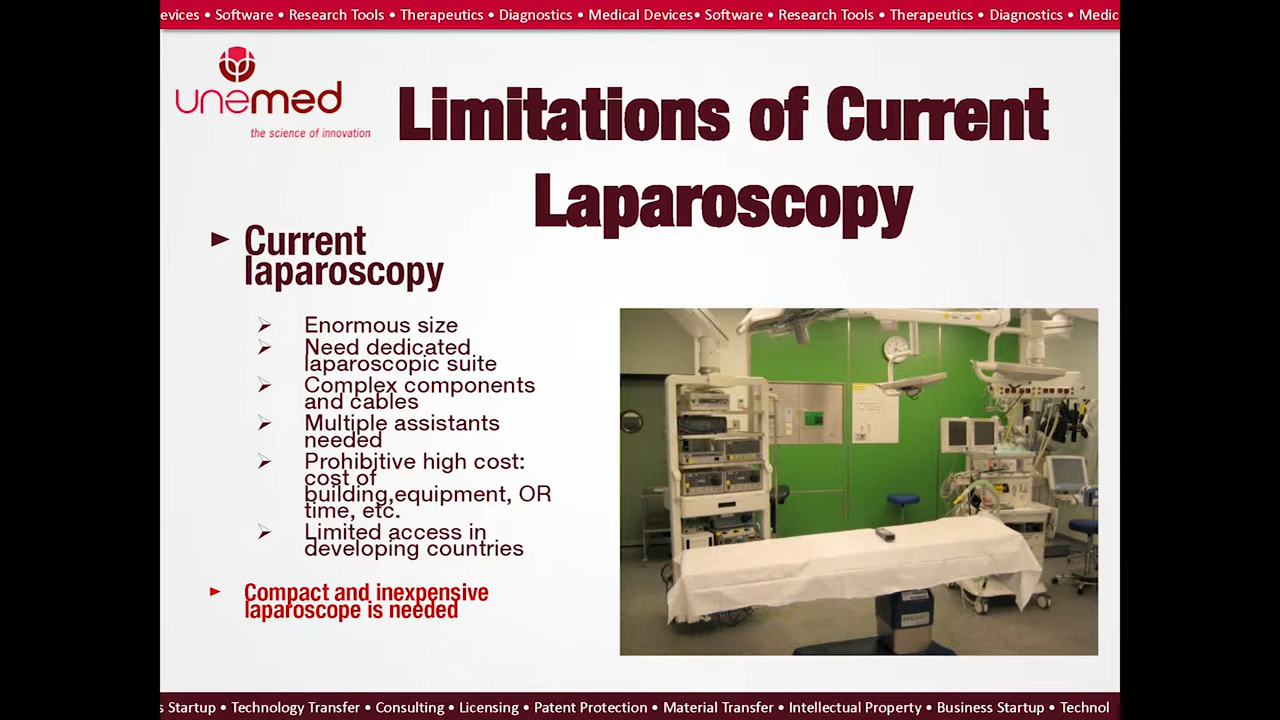 evices • Software • Research Tools • Therapeutics • Diagnostics • Medical Devices• Software • Research Tools • Therapeutics • Diagnostics • Medic
unemed
the science of innovation
Limitations of Current
Laparoscopy
Current
laparoscopy
Enormous size
Need dedicated
laparoscopic suite
Complex components
and cables
Multiple assistants
needed
Prohibitive high cost:
cost of
building,equipment, OR
time, etc.
Limited access in
developing countries
Compact and inexpensive
laparoscope is needed
s Startup • Technology Transfer • Consulting • Licensing • Patent Protection • Material Transfer • Intellectual Property • Business Startup • Technol